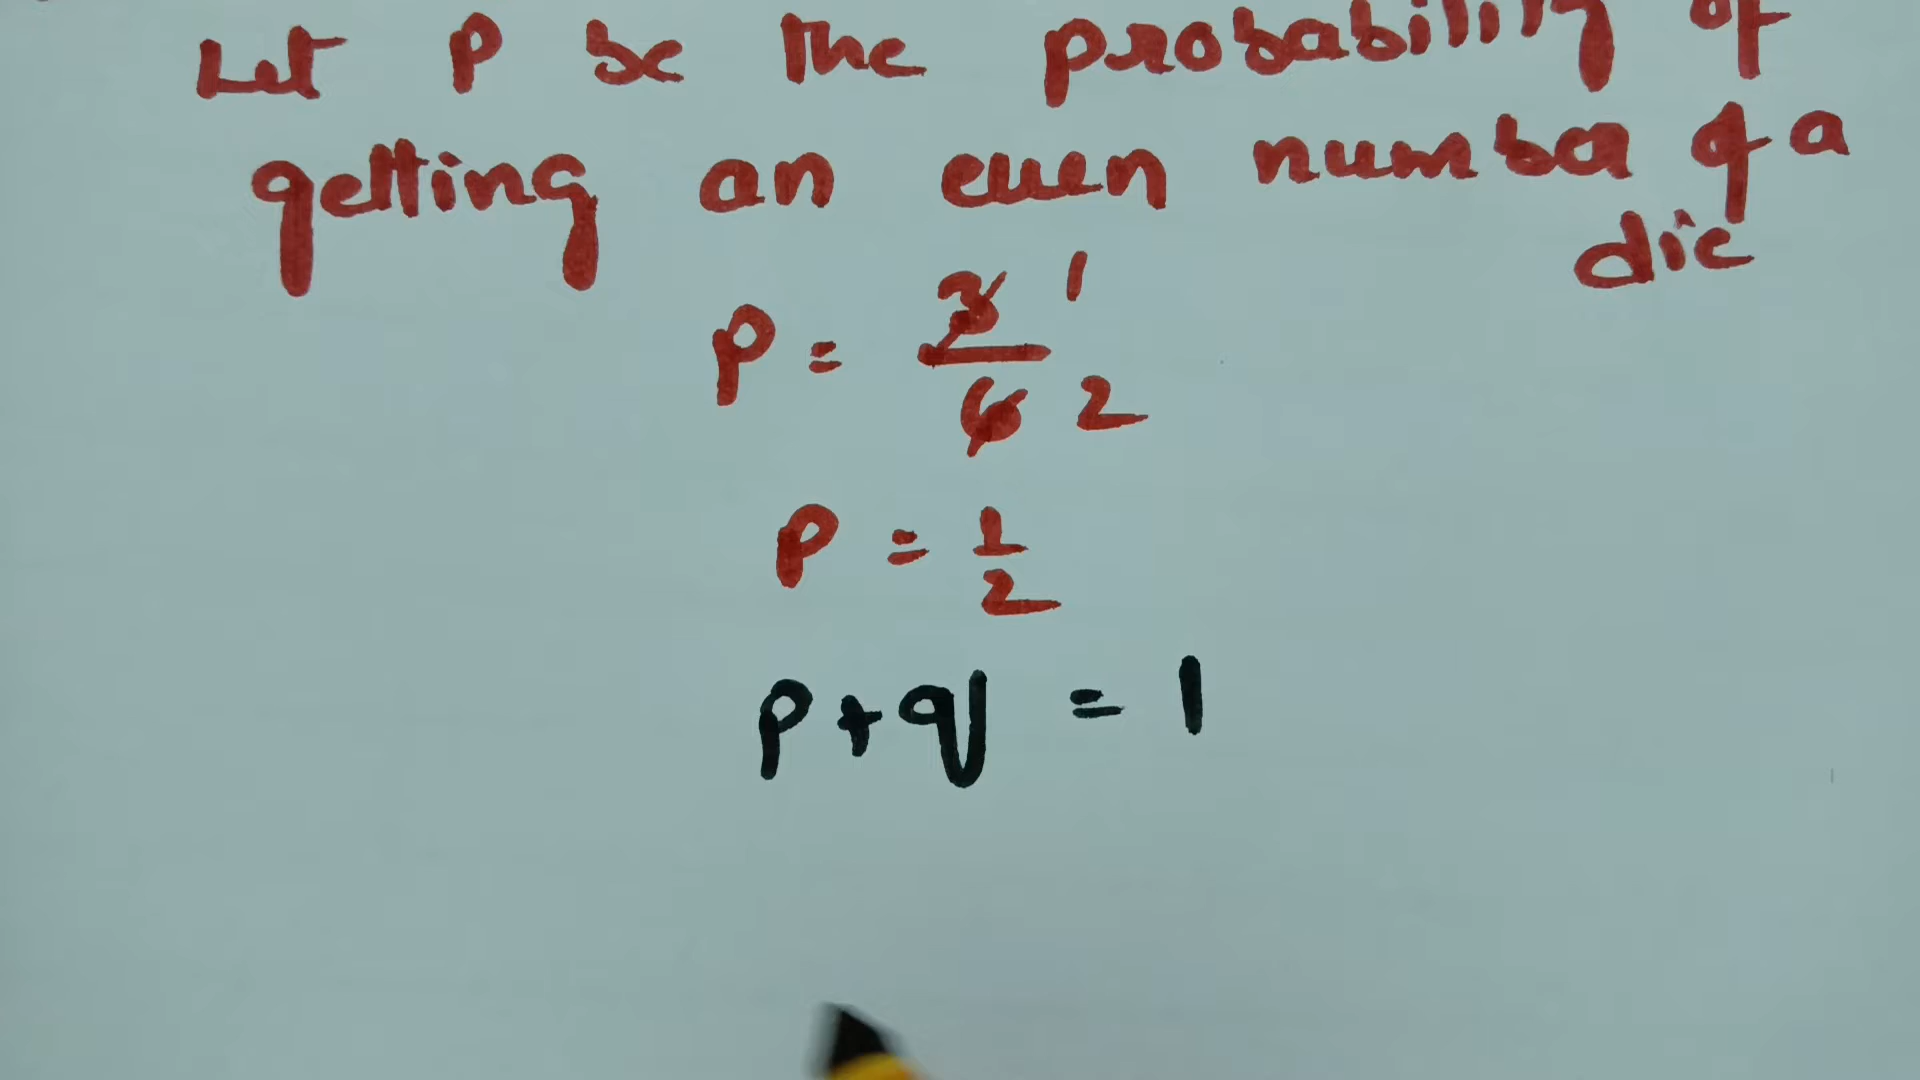 Let P be the probability of
getting an even number of a
die
P = 3/6 1/2
P = 1/2
p + q = 1